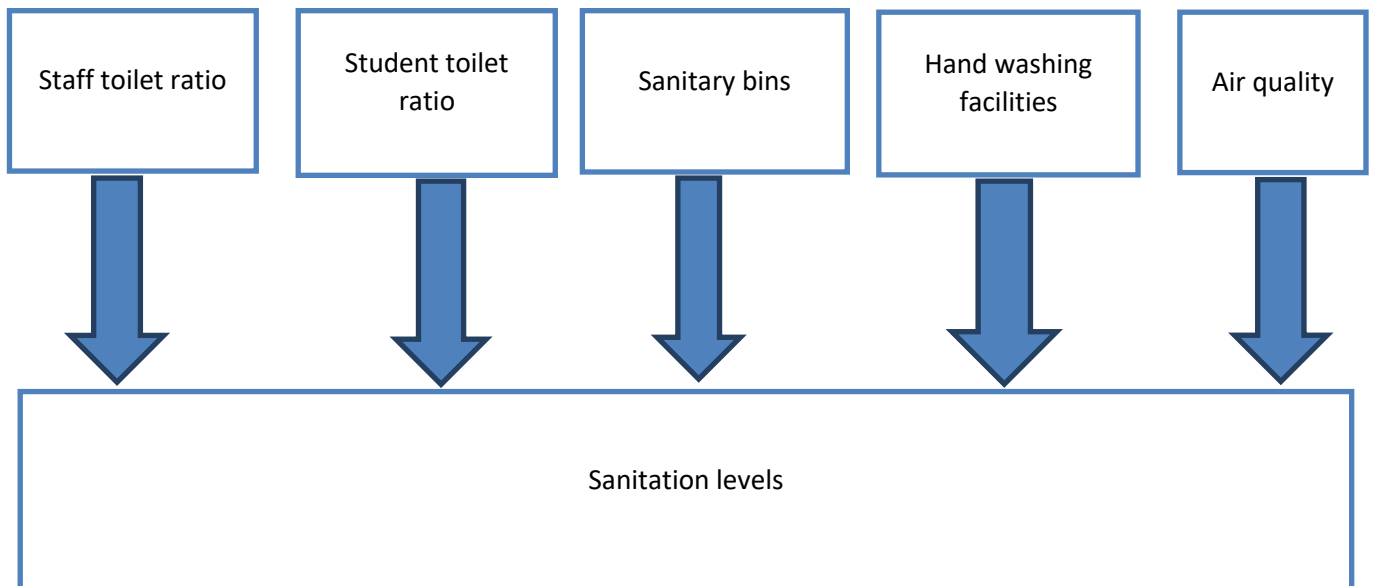 Staff toilet ratio
Student toilet
ratio
Sanitary bins
Hand washing
facilities
Air quality
Sanitation levels